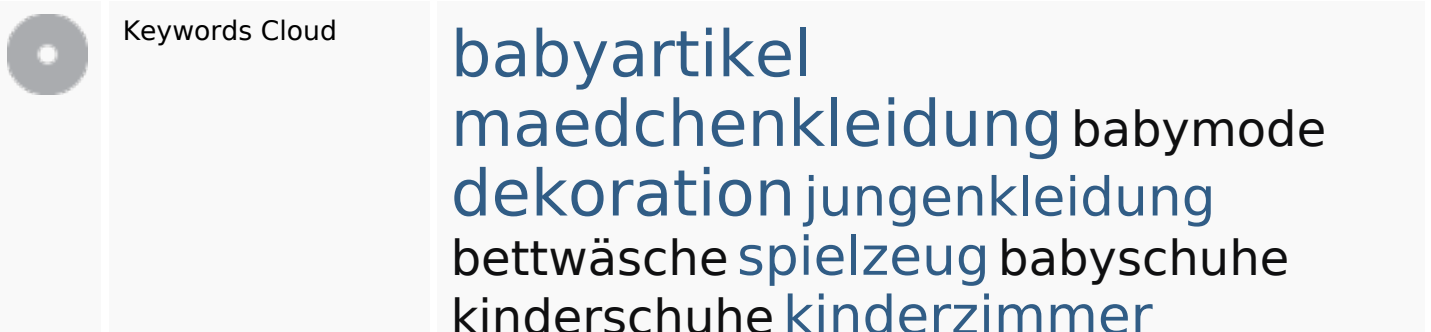 Keywords Cloud
babyartikel
maedchenkleidung babymode
dekoration jungenkleidung
bettwäsche spielzeug babyschuhe
kinderschuhe kinderzimmer